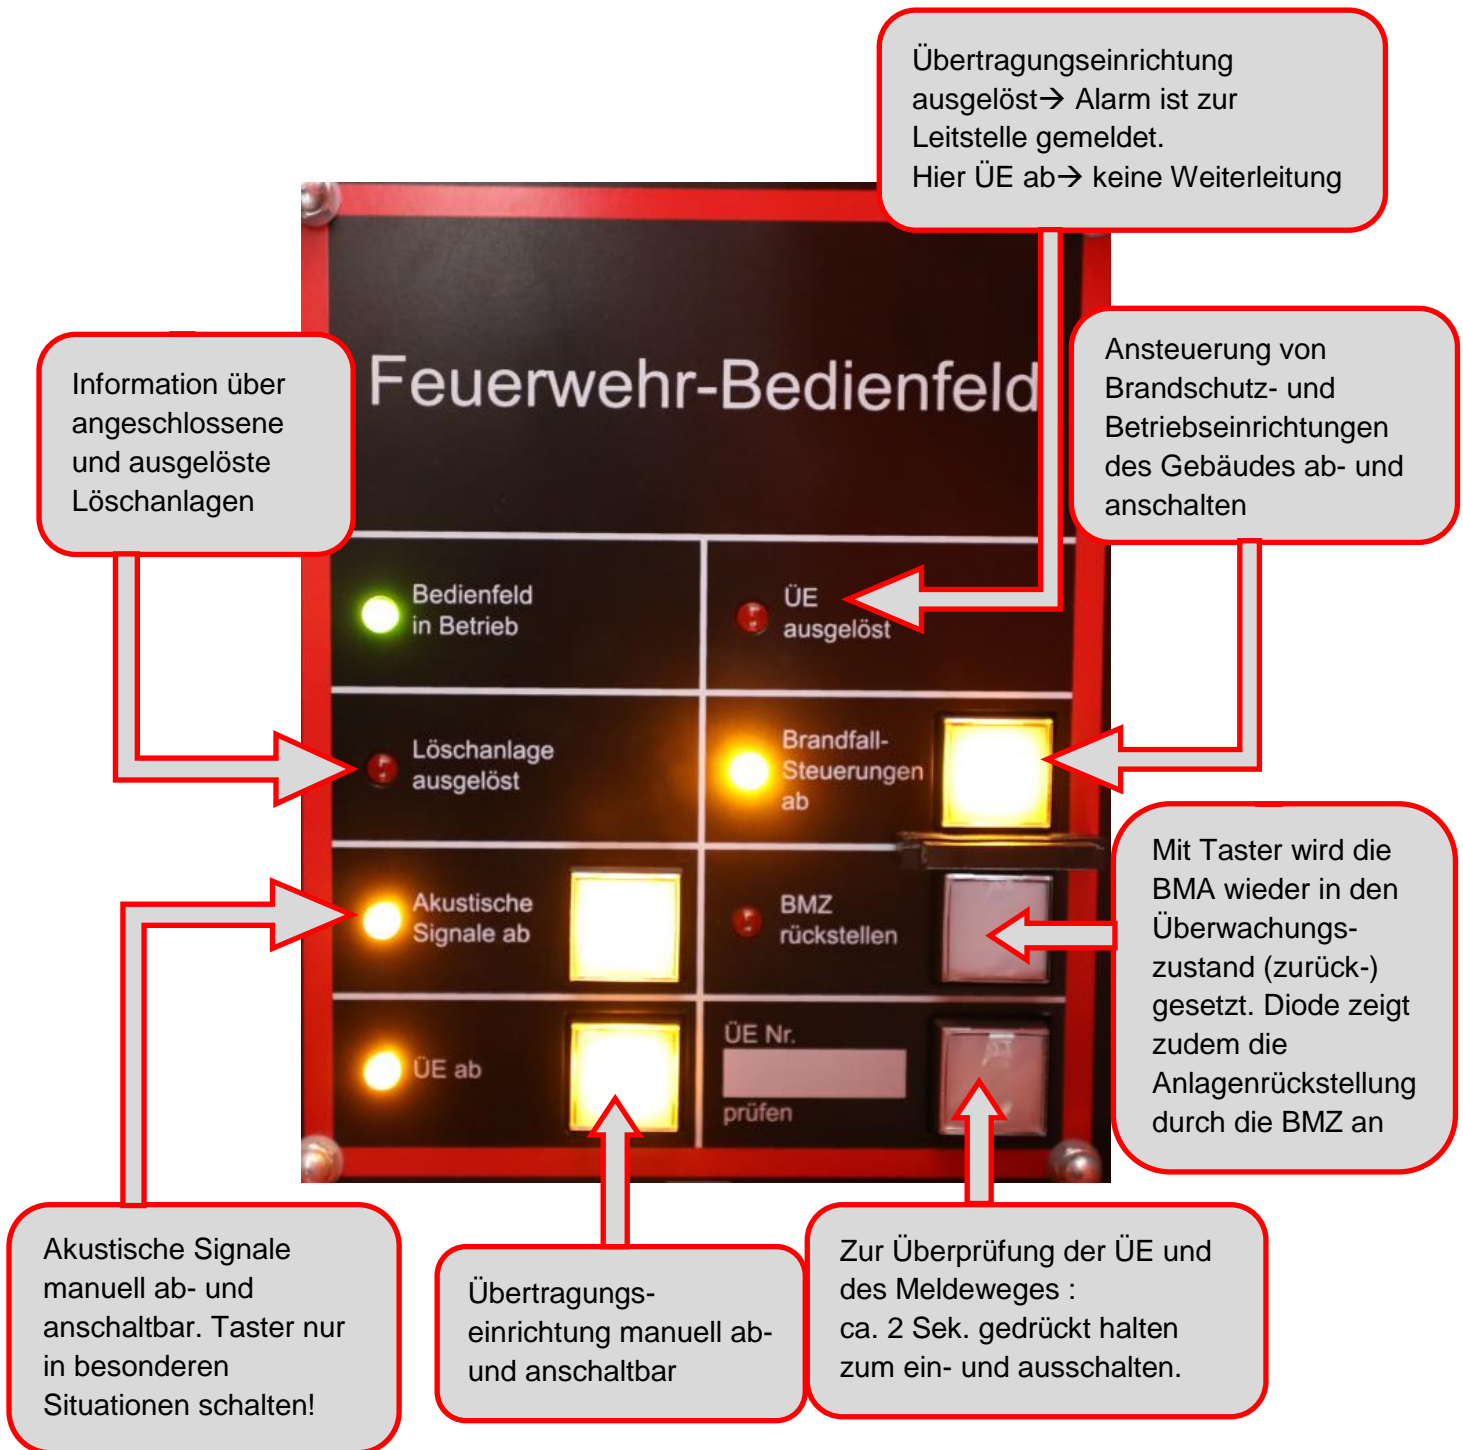 Übertragungseinrichtung
ausgelöst→ Alarm ist zur
Leitstelle gemeldet.
Hier ÜE ab→ keine Weiterleitung
Information über
angeschlossene
und ausgelöste
Löschanlagen
Feuerwehr-Bedienfeld
Ansteuerung von
Brandschutz- und
Betriebseinrichtungen
des Gebäudes ab- und
anschalten
Bedienfeld
in Betrieb
ÜE
ausgelöst
Löschanlage
ausgelöst
Brandfall-
Steuerungen
ab
Akustische
Signale ab
BMZ
rückstellen
Mit Taster wird die
BMA wieder in den
Überwachungs-
zustand (zurück-)
gesetzt. Diode zeigt
zudem die
Anlagenrückstellung
durch die BMZ an
ÜE ab
ÜE Nr.
prüfen
Akustische Signale
manuell ab- und
anschaltbar. Taster nur
in besonderen
Situationen schalten!
Übertragungs-
einrichtung manuell ab-
und anschaltbar
Zur Überprüfung der ÜE und
des Meldeweges :
ca. 2 Sek. gedrückt halten
zum ein- und ausschalten.